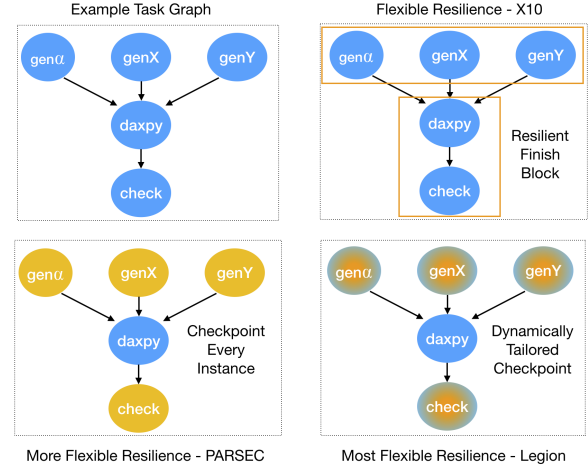 Example Task Graph
genα
genX
genY
daxpy
check
Flexible Resilience - X10
genα
genX
genY
daxpy
check
Resilient
Finish
Block
genα
genX
genY
daxpy
check
Checkpoint
Every
Instance
More Flexible Resilience - PARSEC
genα
genX
genY
daxpy
check
Dynamically
Tailored
Checkpoint
Most Flexible Resilience - Legion